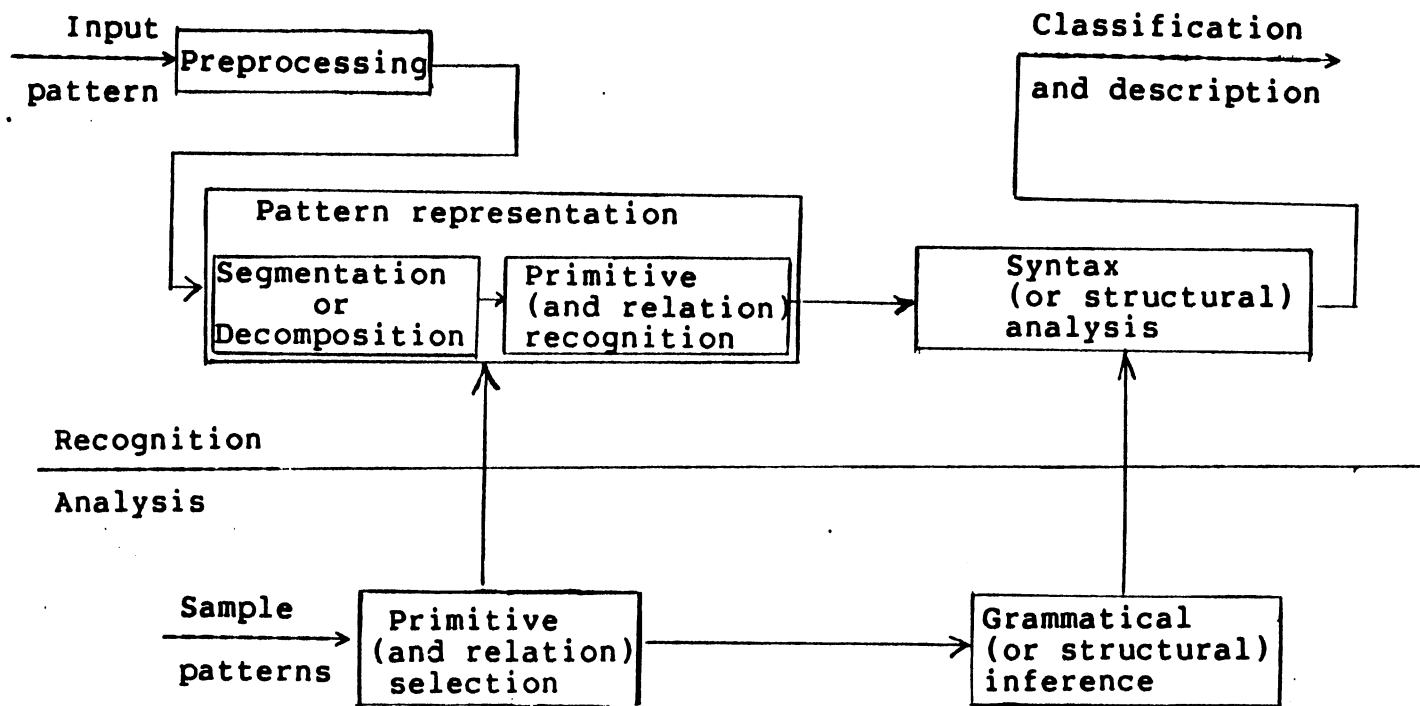 Input
pattern
Preprocessing
Classification
and description
Pattern representation
Segmentation
or
Decomposition
Primitive
(and relation)
recognition
Syntax
(or structural)
analysis
Recognition
Analysis
Sample
patterns
Primitive
(and relation)
selection
Grammatical
(or structural)
inference